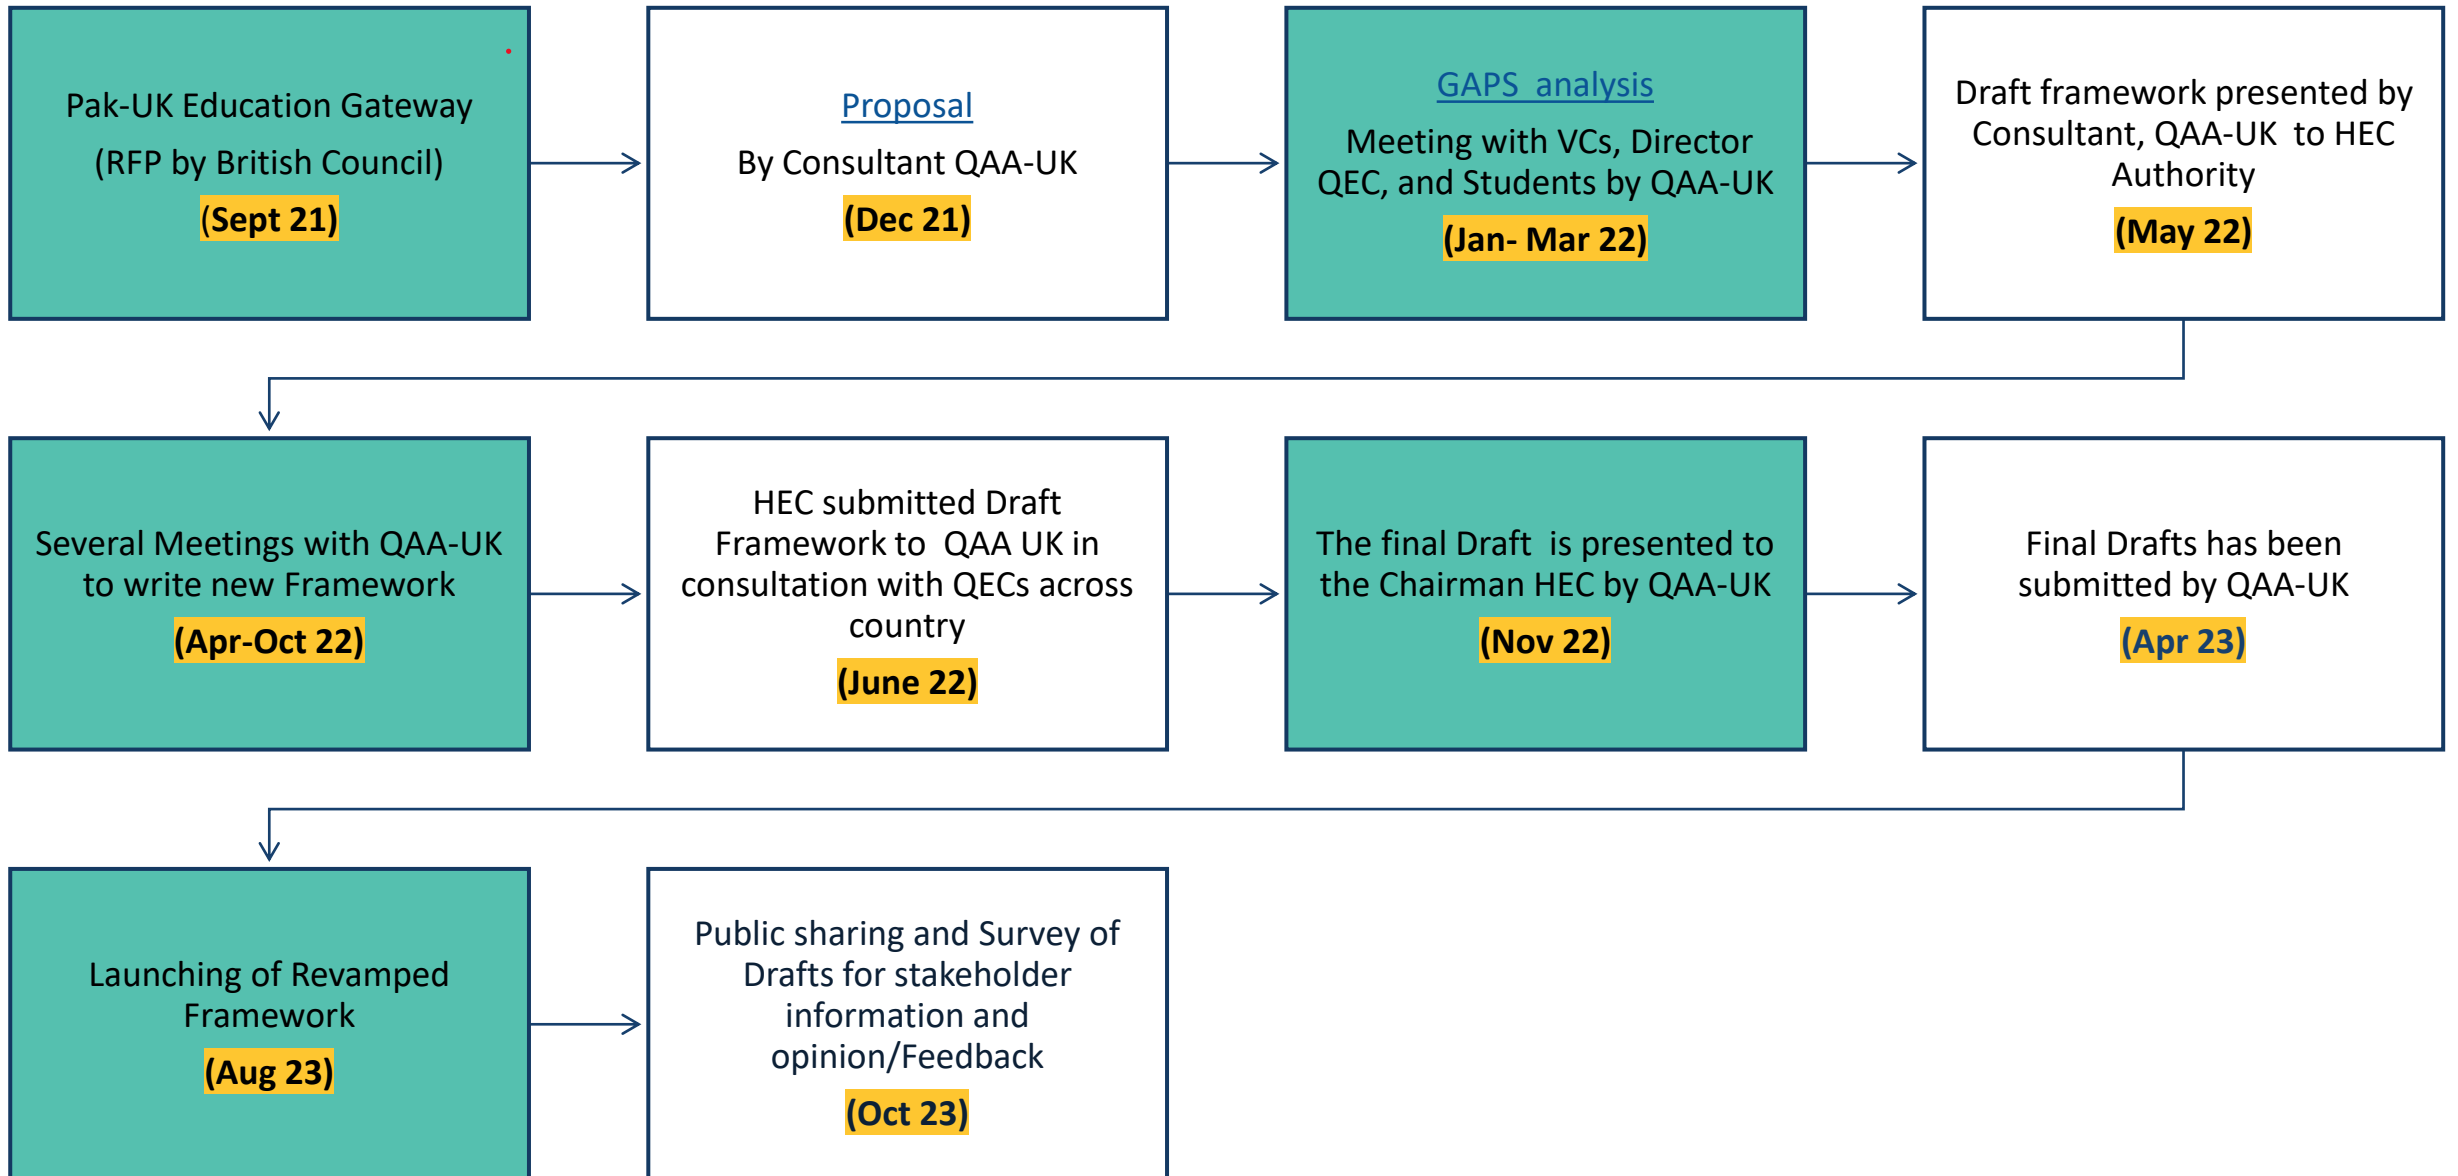 Pak-UK Education Gateway
(RFP by British Council)
(Sept 21)
Proposal
By Consultant QAA-UK
(Dec 21)
GAPS  analysis
Meeting with VCs, Director
QEC, and Students by QAA-UK
(Jan- Mar 22)
Draft framework presented by
Consultant, QAA-UK  to HEC
Authority
(May 22)
Several Meetings with QAA-UK
to write new Framework
(Apr-Oct 22)
HEC submitted Draft
Framework to  QAA UK in
consultation with QECs across
country
(June 22)
The final Draft  is presented to
the Chairman HEC by QAA-UK
(Nov 22)
Final Drafts has been
submitted by QAA-UK
(Apr 23)
Launching of Revamped
Framework
(Aug 23)
Public sharing and Survey of
Drafts for stakeholder
information and
opinion/Feedback
(Oct 23)